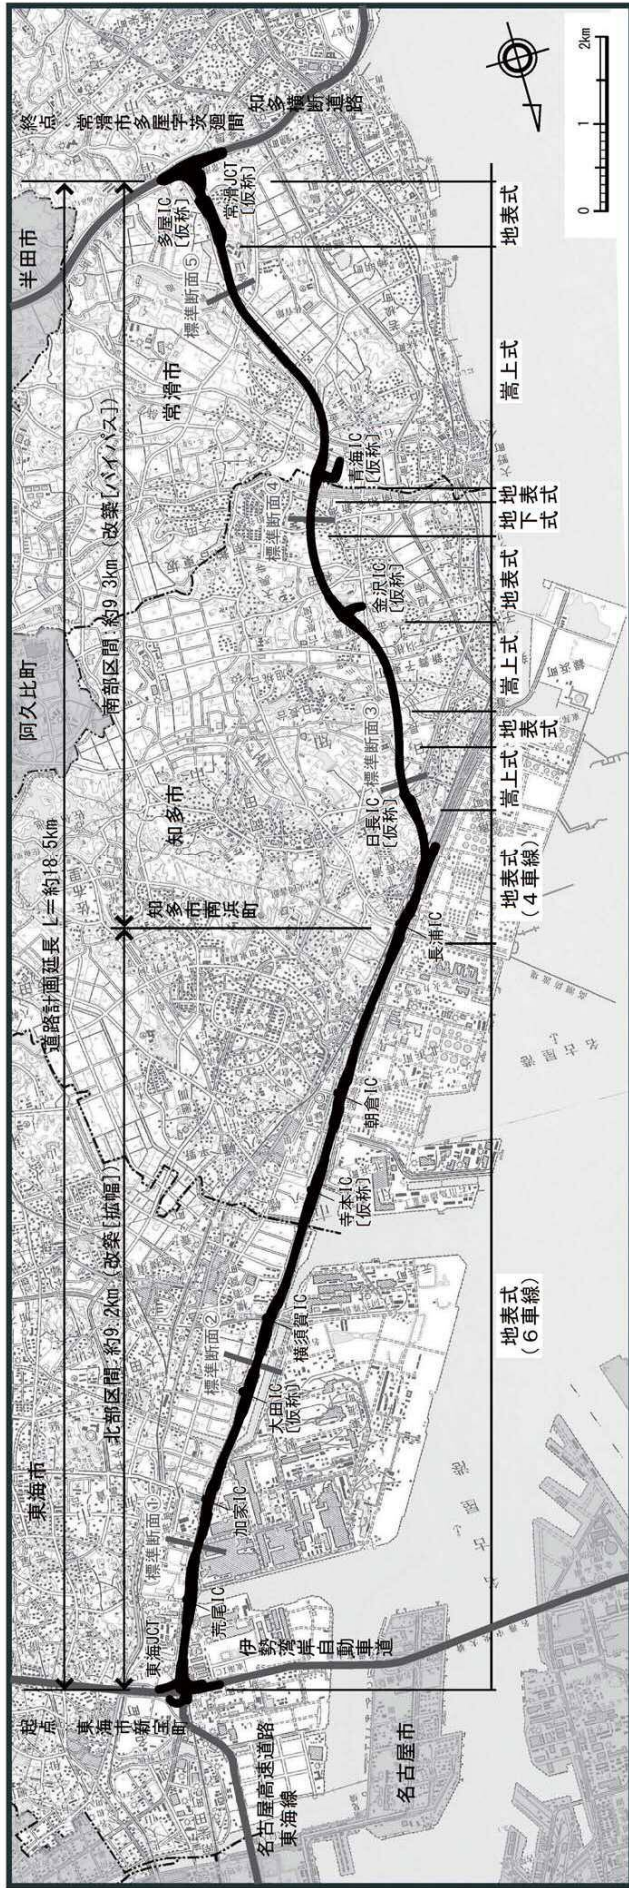 起点 東海市新宝町
終点 常滑市多屋字茨廻間
道路計画延長 L=約18.5km
北部区間:約9.2km(改築[拡幅])
南部区間:約9.3km(改築[バイパス])
知多市南浜町
東海市
知多市
阿久比町
常滑市
半田市
名古屋市
名古屋高速道路
東海線
伊勢湾岸自動車道
知多横断道路
東海JCT
荒尾IC
標準断面①
加家IC
大田IC
[仮称]
標準断面②
横須賀IC
寺本IC
[仮称]
朝倉IC
長浦IC
日長IC
[仮称]
標準断面3
金沢IC
[仮称]
標準断面4
青海IC
[仮称]
標準断面5
多屋IC
[仮称]
常滑JCT
[仮称]
名古屋港
名古屋港
地表式
(6車線)
地表式
(4車線)
嵩上式
地表式
嵩上式
地表式
地下式
地表式
嵩上式
地表式
0 1 2km